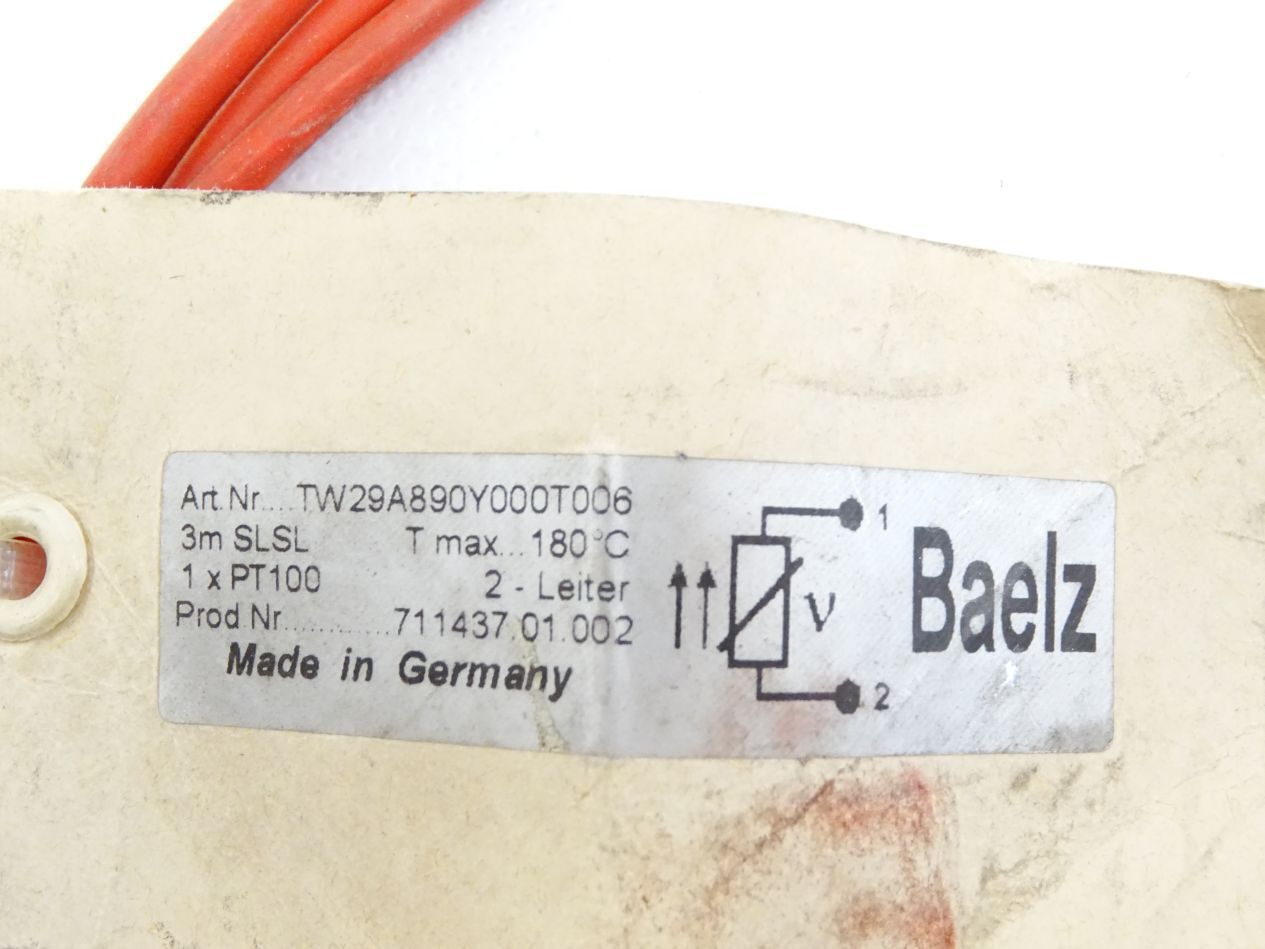 Art.Nr....TW29A890Y000T006
3m SLSL T max...180°C
1 x PT100 2 - Leiter
Prod Nr.............711437.01.002
Made in Germany
1
ν
2
Baelz